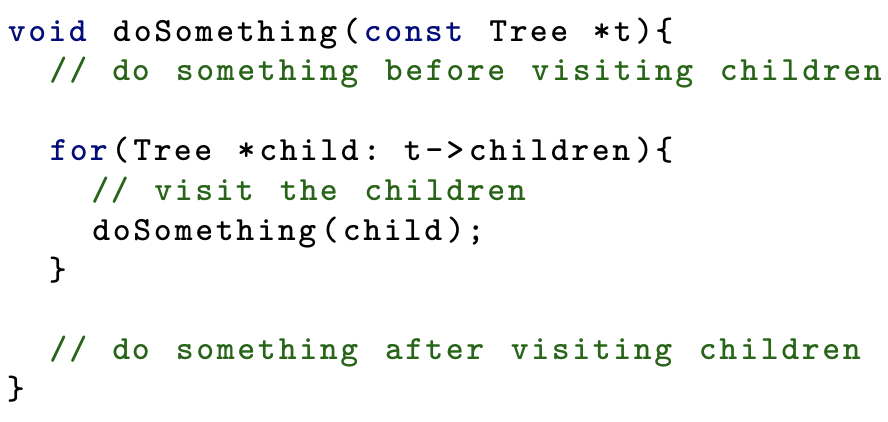 void doSomething(const Tree *t){
  // do something before visiting children

  for(Tree *child: t->children){
    // visit the children
    doSomething(child);
  }

  // do something after visiting children
}